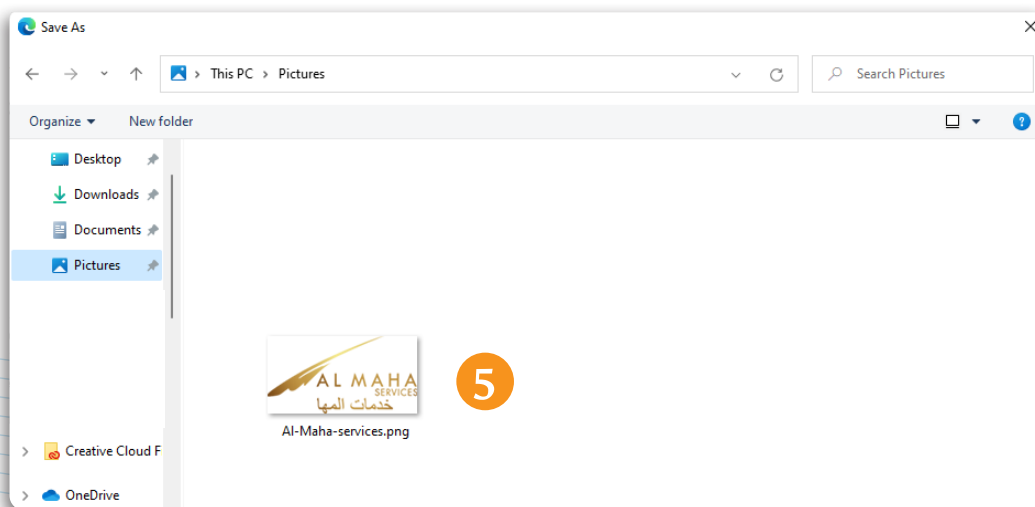 Save As
This PC > Pictures
Search Pictures
Organize
New folder
?
Desktop
Downloads
Documents
Pictures
AL MAHA
SERVICES
خدمات المها
5
Al-Maha-services.png
Creative Cloud F
OneDrive